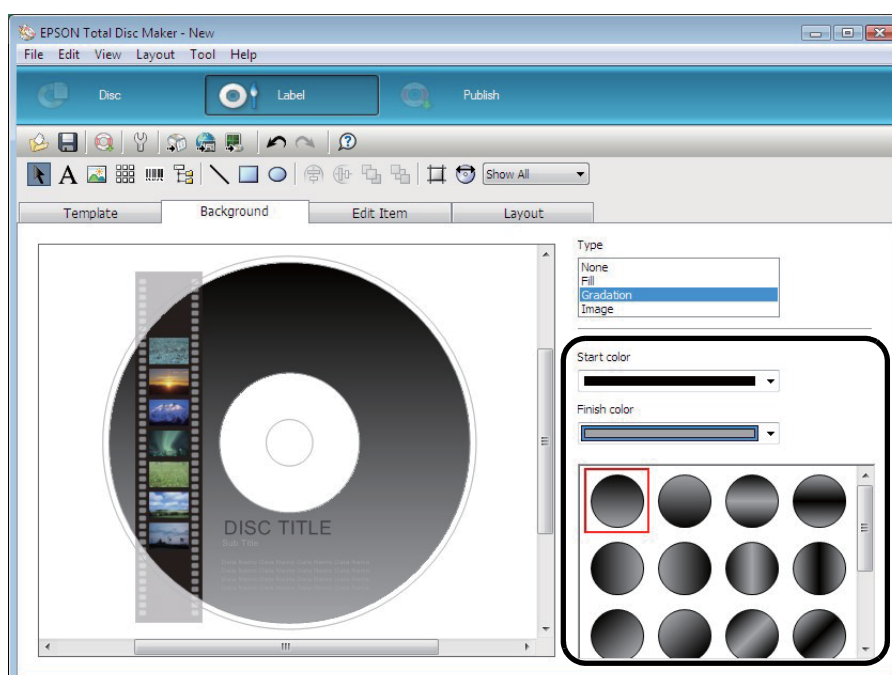 EPSON Total Disc Maker - New
File Edit View Layout Tool Help
Disc Label Publish
Show All
Template Background Edit Item Layout
Type
None
Fill
Gradation
Image
Start color
Finish color
DISC TITLE
Sub Title